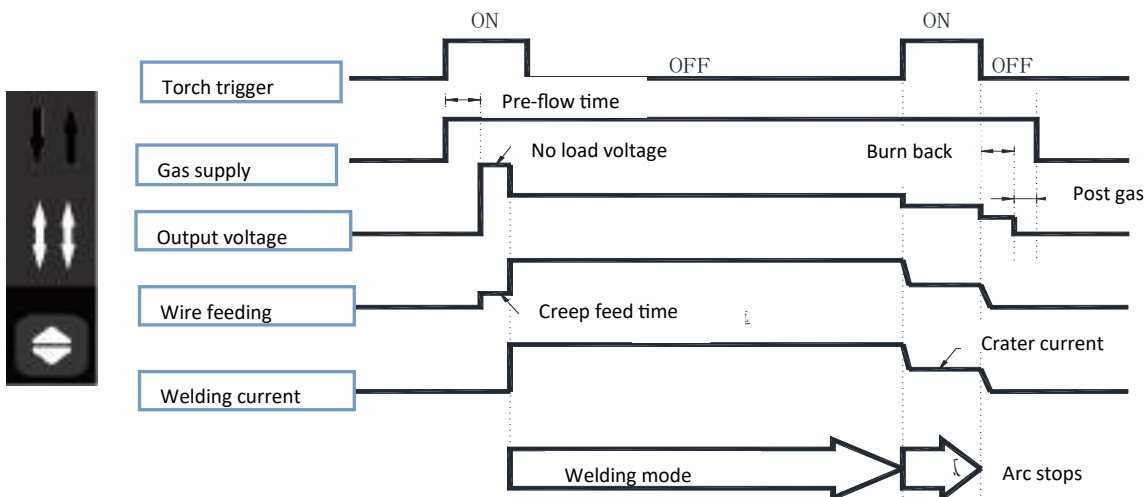 ON
ON
OFF
OFF
Torch trigger
Pre-flow time
No load voltage
Burn back
Gas supply
Post gas
Output voltage
Wire feeding
Creep feed time
Crater current
Welding current
Welding mode
Arc stops